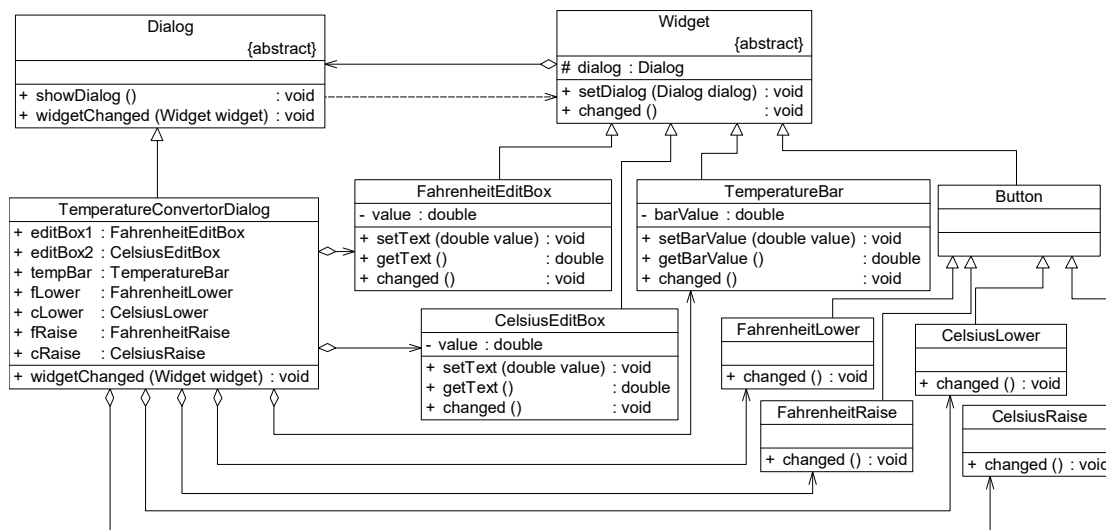 Dialog
{abstract}
+ showDialog () : void
+ widgetChanged (Widget widget) : void
Widget
{abstract}
# dialog : Dialog
+ setDialog (Dialog dialog) : void
+ changed () : void
TemperatureConvertorDialog
+ editBox1 : FahrenheitEditBox
+ editBox2 : CelsiusEditBox
+ tempBar : TemperatureBar
+ fLower : FahrenheitLower
+ cLower : CelsiusLower
+ fRaise : FahrenheitRaise
+ cRaise : CelsiusRaise
+ widgetChanged (Widget widget) : void
FahrenheitEditBox
- value : double
+ setText (double value) : void
+ getText () : double
+ changed () : void
TemperatureBar
- barValue : double
+ setBarValue (double value) : void
+ getBarValue () : double
+ changed () : void
Button
CelsiusEditBox
- value : double
+ setText (double value) : void
+ getText () : double
+ changed () : void
FahrenheitLower
+ changed () : void
CelsiusLower
+ changed () : void
FahrenheitRaise
+ changed () : void
CelsiusRaise
+ changed () : void